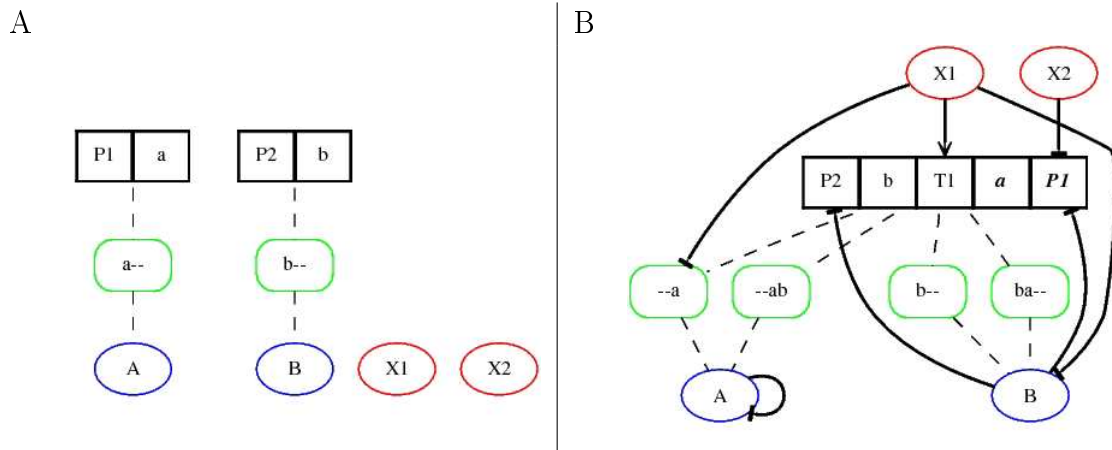 A
P1 a P2 b
a-- b--
A B X1 X2
B
X1 X2
P2 b T1 a P1
--a --ab b-- ba--
A B